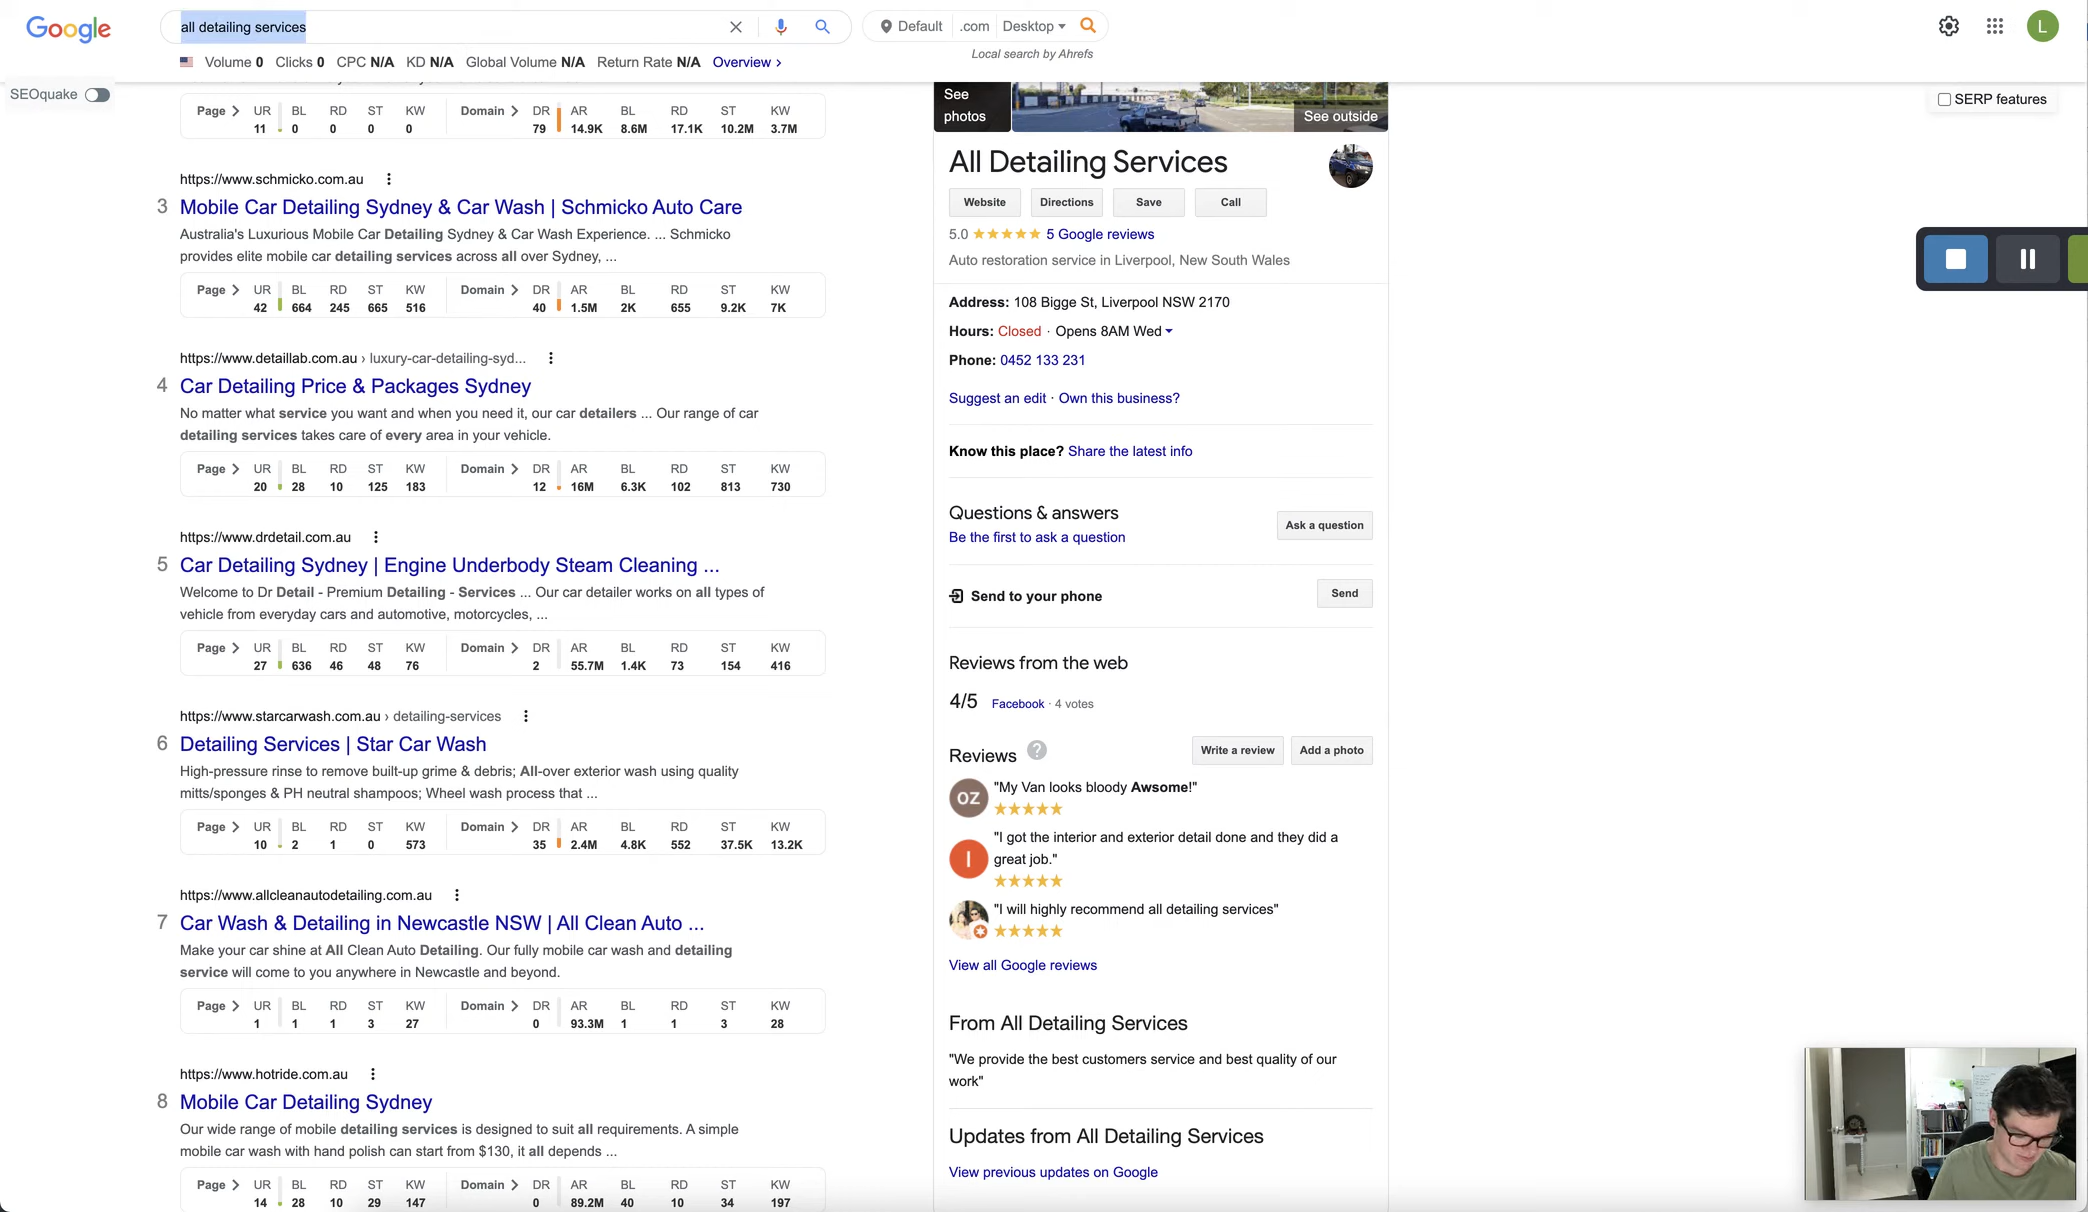 Google
all detailing services
Default .com Desktop
Local search by Ahrefs
L
Volume 0 Clicks 0 CPC N/A KD N/A Global Volume N/A Return Rate N/A Overview
SEOquake
SERP features
Page UR BL RD ST KW Domain DR AR BL RD ST KW
11 0 0 0 0 79 14.9K 8.6M 17.1K 10.2M 3.7M
https://www.schmicko.com.au
3 Mobile Car Detailing Sydney & Car Wash | Schmicko Auto Care
Australia's Luxurious Mobile Car Detailing Sydney & Car Wash Experience. ... Schmicko
provides elite mobile car detailing services across all over Sydney, ...
Page UR BL RD ST KW Domain DR AR BL RD ST KW
42 664 245 665 516 40 1.5M 2K 655 9.2K 7K
https://www.detaillab.com.au › luxury-car-detailing-syd...
4 Car Detailing Price & Packages Sydney
No matter what service you want and when you need it, our car detailers ... Our range of car
detailing services takes care of every area in your vehicle.
Page UR BL RD ST KW Domain DR AR BL RD ST KW
20 28 10 125 183 12 16M 6.3K 102 813 730
https://www.drdetail.com.au
5 Car Detailing Sydney | Engine Underbody Steam Cleaning ...
Welcome to Dr Detail - Premium Detailing - Services ... Our car detailer works on all types of
vehicle from everyday cars and automotive, motorcycles, ...
Page UR BL RD ST KW Domain DR AR BL RD ST KW
27 636 46 48 76 2 55.7M 1.4K 73 154 416
https://www.starcarwash.com.au › detailing-services
6 Detailing Services | Star Car Wash
High-pressure rinse to remove built-up grime & debris; All-over exterior wash using quality
mitts/sponges & PH neutral shampoos; Wheel wash process that ...
Page UR BL RD ST KW Domain DR AR BL RD ST KW
10 2 1 0 573 35 2.4M 4.8K 552 37.5K 13.2K
https://www.allcleanautodetailing.com.au
7 Car Wash & Detailing in Newcastle NSW | All Clean Auto ...
Make your car shine at All Clean Auto Detailing. Our fully mobile car wash and detailing
service will come to you anywhere in Newcastle and beyond.
Page UR BL RD ST KW Domain DR AR BL RD ST KW
1 1 1 3 27 0 93.3M 1 1 3 28
https://www.hotride.com.au
8 Mobile Car Detailing Sydney
Our wide range of mobile detailing services is designed to suit all requirements. A simple
mobile car wash with hand polish can start from $130, it all depends ...
Page UR BL RD ST KW Domain DR AR BL RD ST KW
14 28 10 29 147 0 89.2M 40 10 34 197
See
photos
See outside
All Detailing Services
Website Directions Save Call
5.0 5 Google reviews
Auto restoration service in Liverpool, New South Wales
Address: 108 Bigge St, Liverpool NSW 2170
Hours: Closed · Opens 8AM Wed
Phone: 0452 133 231
Suggest an edit · Own this business?
Know this place? Share the latest info
Questions & answers
Be the first to ask a question
Ask a question
Send to your phone
Send
Reviews from the web
4/5 Facebook · 4 votes
Reviews ? Write a review Add a photo
OZ
"My Van looks bloody Awsome!"
I
"I got the interior and exterior detail done and they did a
great job."
"I will highly recommend all detailing services"
View all Google reviews
From All Detailing Services
"We provide the best customers service and best quality of our
work"
Updates from All Detailing Services
View previous updates on Google